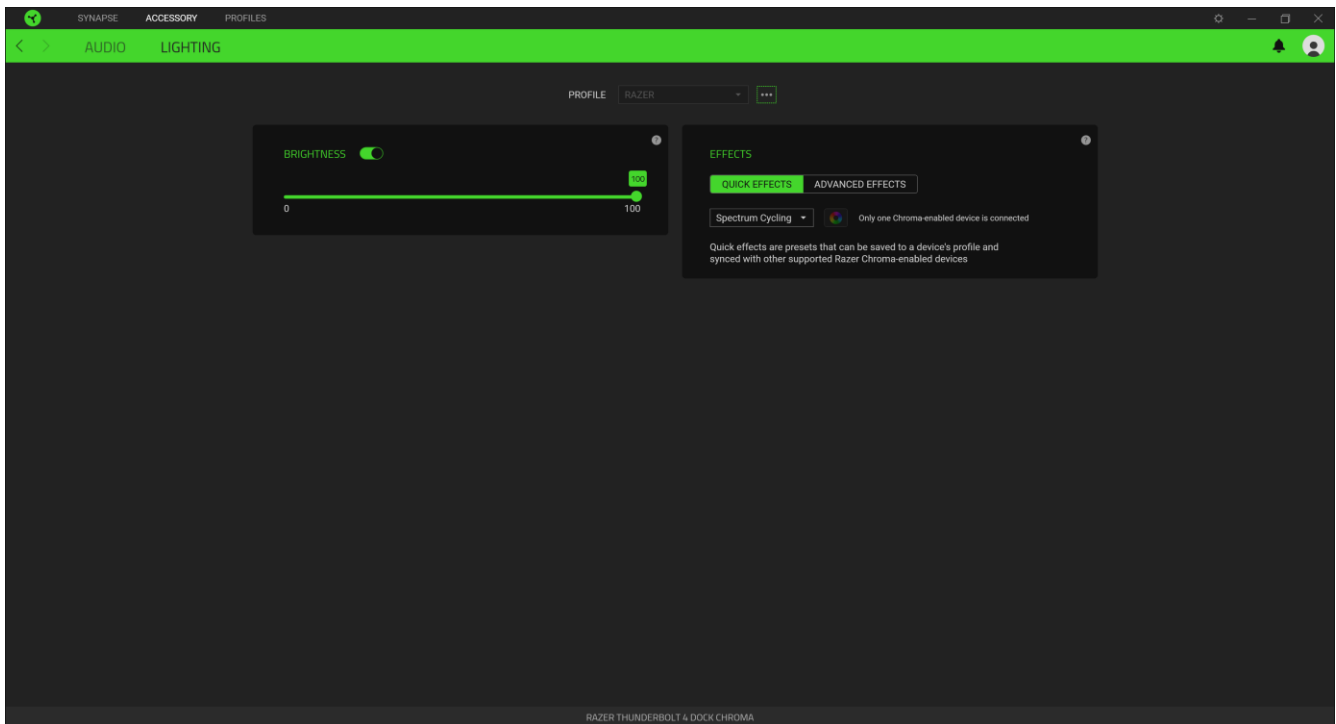 SYNAPSE ACCESSORY PROFILES
AUDIO LIGHTING
PROFILE RAZER
BRIGHTNESS
100
0 100
EFFECTS
QUICK EFFECTS ADVANCED EFFECTS
Spectrum Cycling Only one Chroma-enabled device is connected
Quick effects are presets that can be saved to a device's profile and
synced with other supported Razer Chroma-enabled devices
RAZER THUNDERBOLT 4 DOCK CHROMA